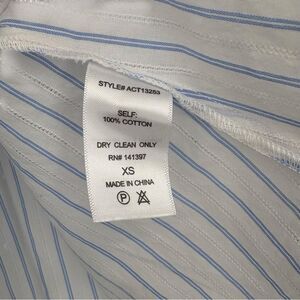 STYLE# ACT13253
SELF:
100% COTTON
DRY CLEAN ONLY
RN# 141397
XS
MADE IN CHINA
P